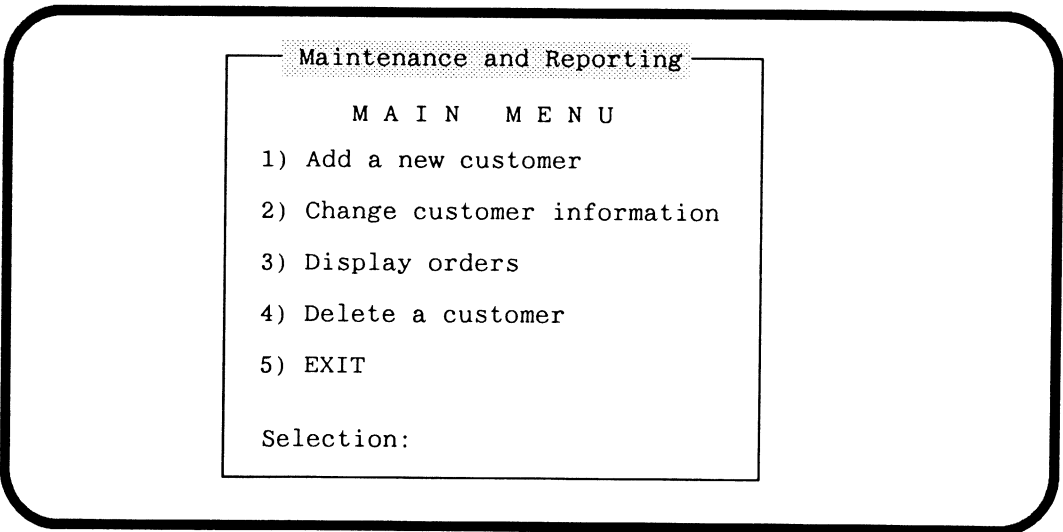 Maintenance and Reporting
M A I N   M E N U
1) Add a new customer
2) Change customer information
3) Display orders
4) Delete a customer
5) EXIT
Selection: